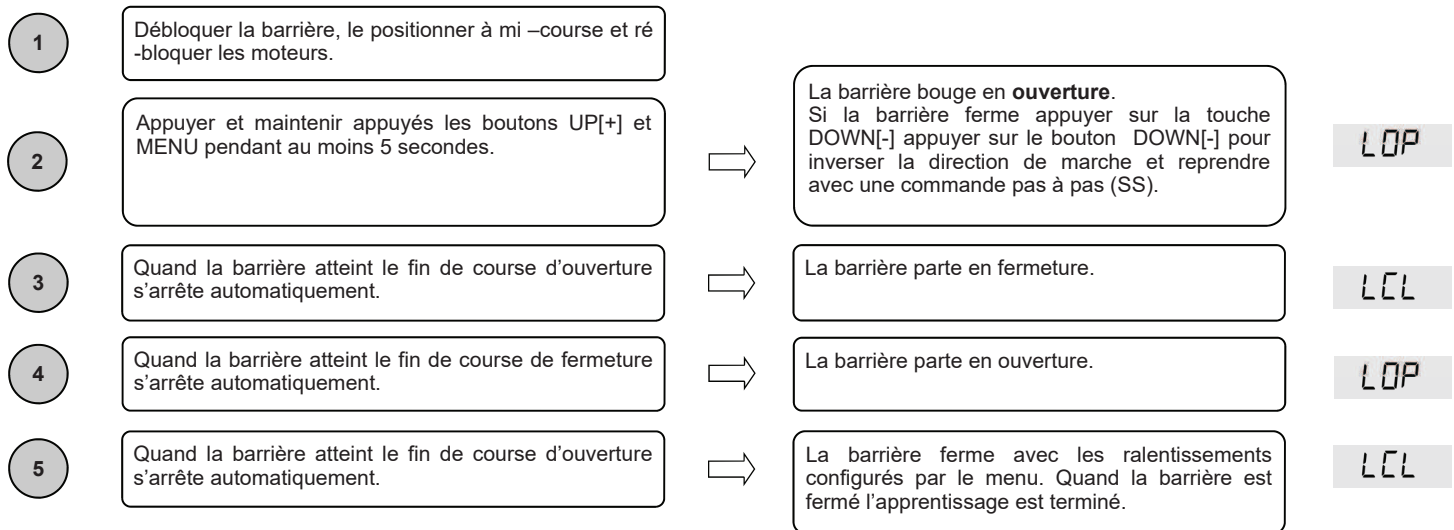 1
Débloquer la barrière, le positionner à mi –course et ré
-bloquer les moteurs.
2
Appuyer et maintenir appuyés les boutons UP[+] et
MENU pendant au moins 5 secondes.
La barrière bouge en ouverture.
Si la barrière ferme appuyer sur la touche
DOWN[-] appuyer sur le bouton DOWN[-] pour
inverser la direction de marche et reprendre
avec une commande pas à pas (SS).
LOP
3
Quand la barrière atteint le fin de course d'ouverture
s'arrête automatiquement.
La barrière parte en fermeture.
LCL
4
Quand la barrière atteint le fin de course de fermeture
s'arrête automatiquement.
La barrière parte en ouverture.
LOP
5
Quand la barrière atteint le fin de course d'ouverture
s'arrête automatiquement.
La barrière ferme avec les ralentissements
configurés par le menu. Quand la barrière est
fermé l'apprentissage est terminé.
LCL